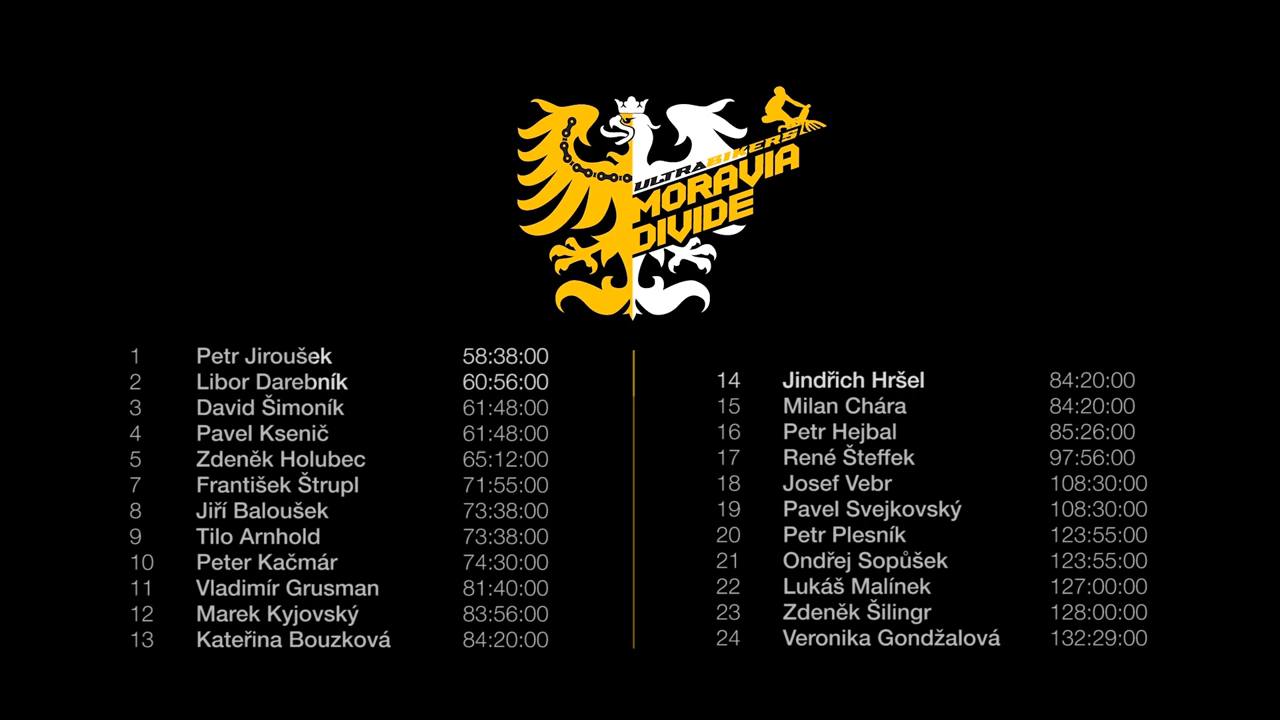 ULTRABIKERS
MORAVIA
DIVIDE
1 Petr Jiroušek 58:38:00
2 Libor Darebník 60:56:00
3 David Šimoník 61:48:00
4 Pavel Ksenič 61:48:00
5 Zdeněk Holubec 65:12:00
7 František Štrupl 71:55:00
8 Jiří Baloušek 73:38:00
9 Tilo Arnhold 73:38:00
10 Peter Kačmár 74:30:00
11 Vladimír Grusman 81:40:00
12 Marek Kyjovský 83:56:00
13 Kateřina Bouzková 84:20:00
14 Jindřich Hršel 84:20:00
15 Milan Chára 84:20:00
16 Petr Hejbal 85:26:00
17 René Šteffek 97:56:00
18 Josef Vebr 108:30:00
19 Pavel Svejkovský 108:30:00
20 Petr Plesník 123:55:00
21 Ondřej Sopůšek 123:55:00
22 Lukáš Malínek 127:00:00
23 Zdeněk Šilingr 128:00:00
24 Veronika Gondžalová 132:29:00